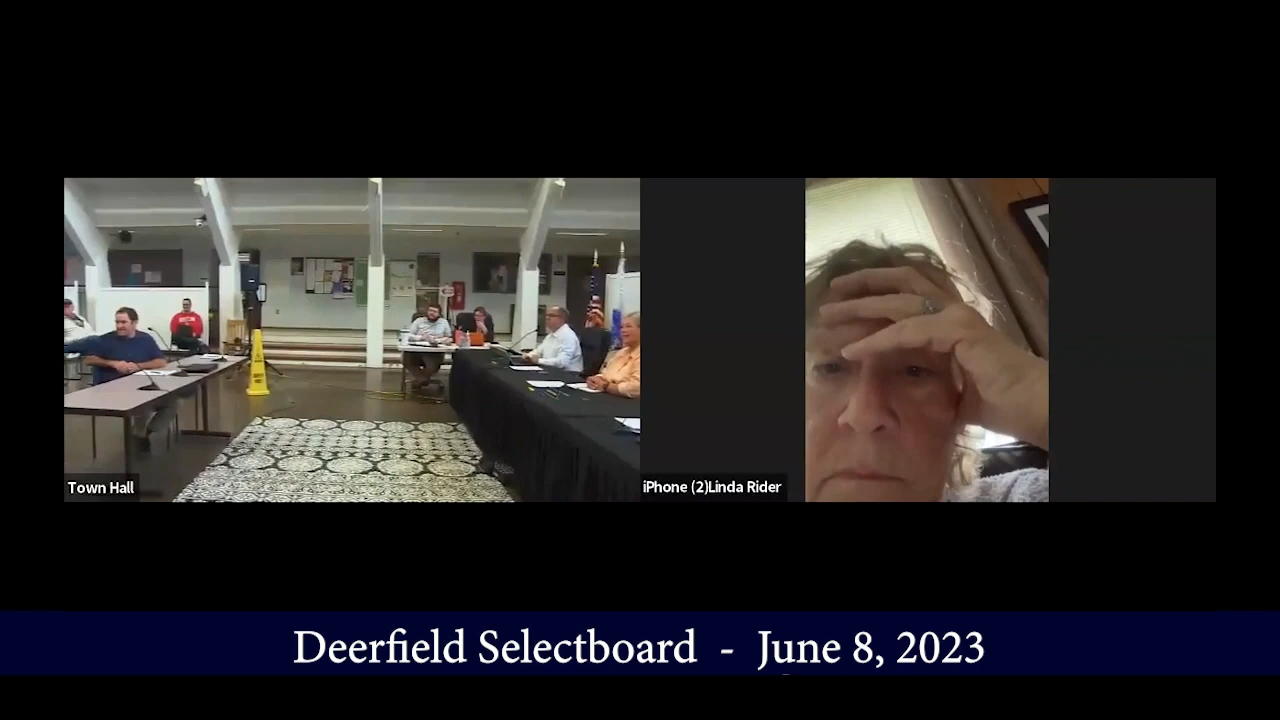 Town Hall
iPhone (2)Linda Rider
Deerfield Selectboard - June 8, 2023